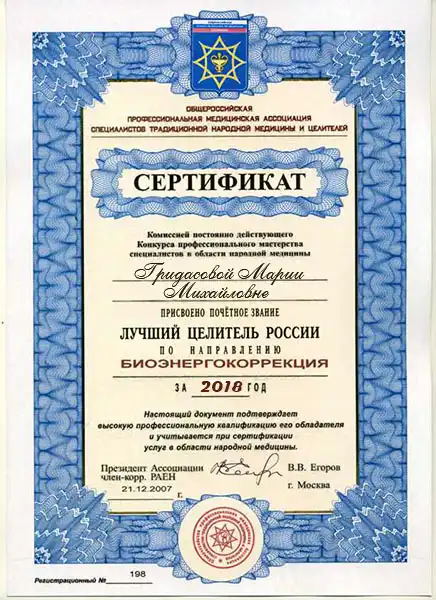 ОБЩЕРОССИЙСКАЯ
ПРОФЕССИОНАЛЬНАЯ МЕДИЦИНСКАЯ АССОЦИАЦИЯ
СПЕЦИАЛИСТОВ ТРАДИЦИОННОЙ НАРОДНОЙ МЕДИЦИНЫ И ЦЕЛИТЕЛЕЙ
СЕРТИФИКАТ
Комиссией постоянно действующего
Конкурса профессионального мастерства
специалистов в области народной медицины
Гридасовой Марии
Михайловне
ПРИСВОЕНО ПОЧЁТНОЕ ЗВАНИЕ
ЛУЧШИЙ ЦЕЛИТЕЛЬ РОССИИ
ПО НАПРАВЛЕНИЮ
БИОЭНЕРГОКОРРЕКЦИЯ
ЗА 2018 ГОД
Настоящий документ подтверждает
высокую профессиональную квалификацию его обладателя
и учитывается при сертификации
услуг в области народной медицины.
Президент Ассоциации В.В. Егоров
член-корр. РАЕН г. Москва
21.12.2007 г.
Регистрационный № 198